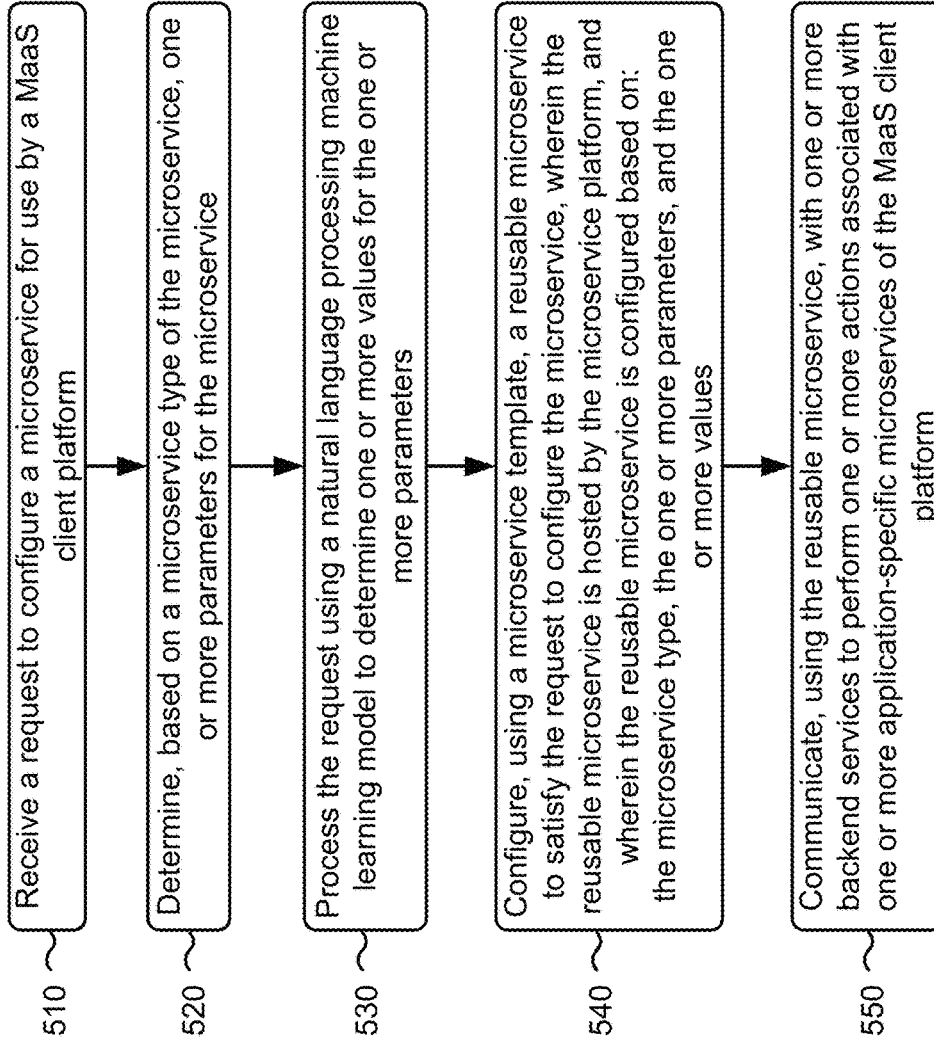 510
Receive a request to configure a microservice for use by a MaaS
client platform
520
Determine, based on a microservice type of the microservice, one
or more parameters for the microservice
530
Process the request using a natural language processing machine
learning model to determine one or more values for the one or
more parameters
540
Configure, using a microservice template, a reusable microservice
to satisfy the request to configure the microservice, wherein the
reusable microservice is hosted by the microservice platform, and
wherein the reusable microservice is configured based on:
the microservice type, the one or more parameters, and the one
or more values
550
Communicate, using the reusable microservice, with one or more
backend services to perform one or more actions associated with
one or more application-specific microservices of the MaaS client
platform